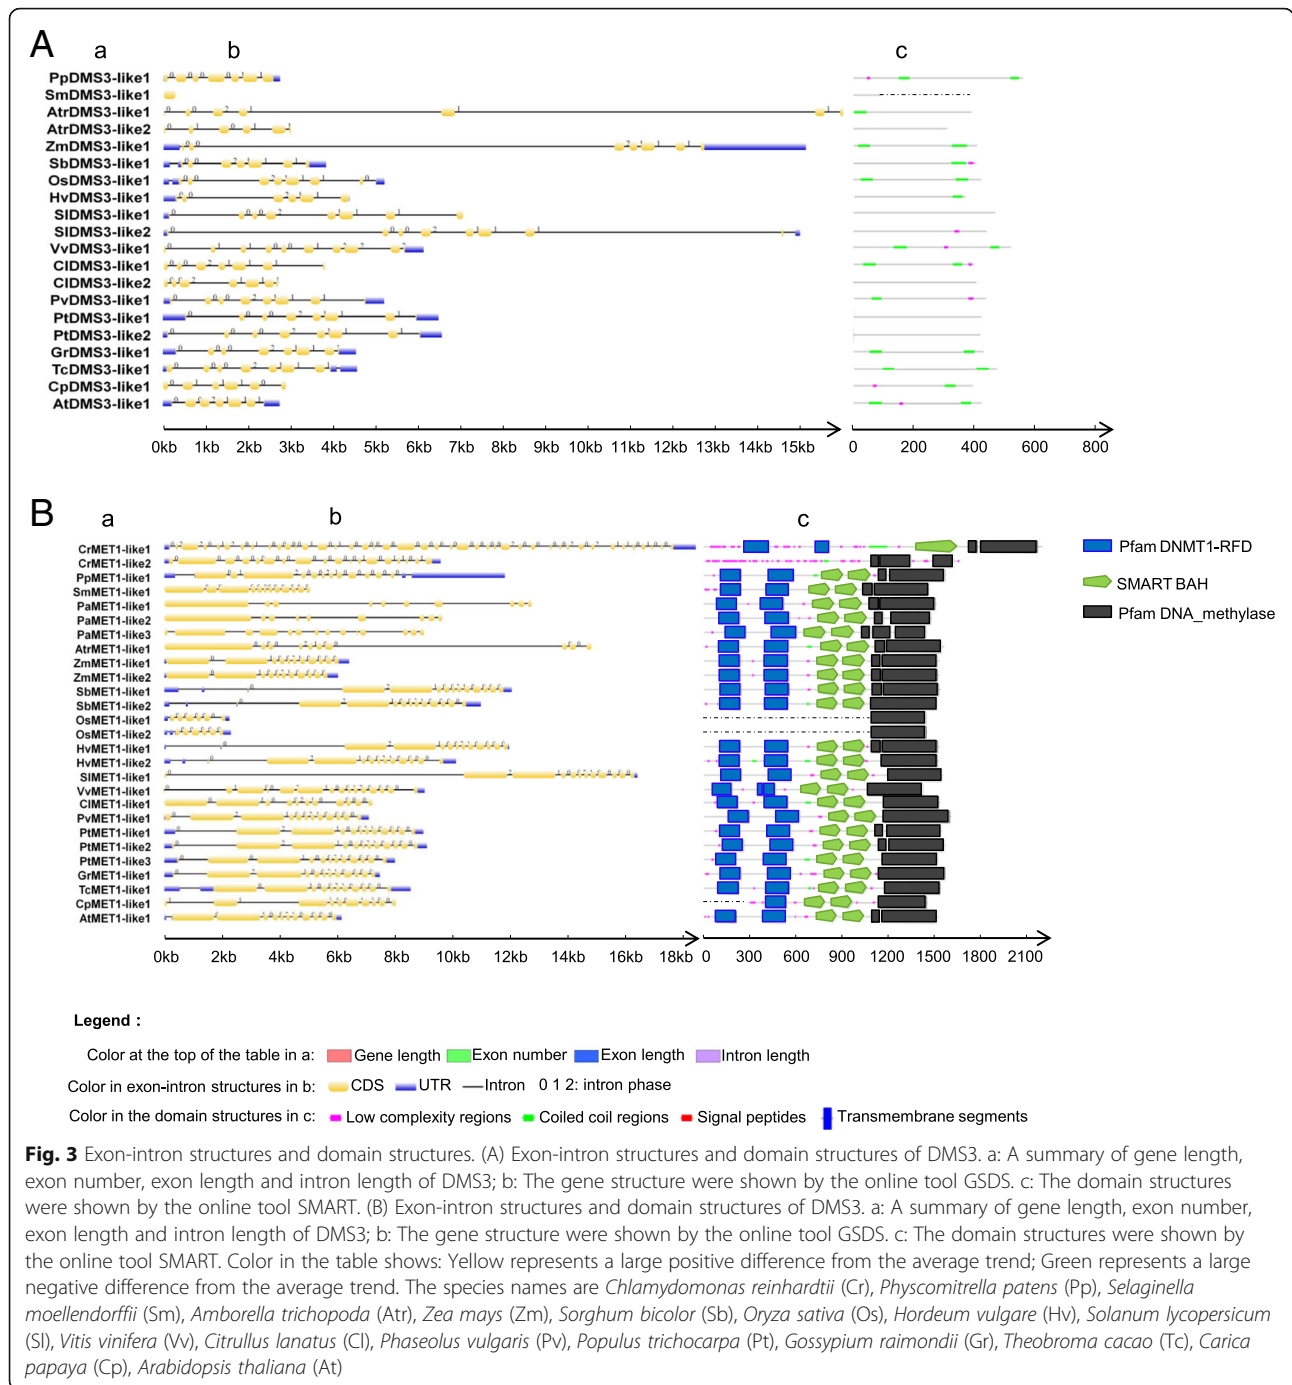 A
a
b
c
PpDMS3-like1
SmDMS3-like1
AtrDMS3-like1
AtrDMS3-like2
ZmDMS3-like1
SbDMS3-like1
OsDMS3-like1
HvDMS3-like1
SlDMS3-like1
SlDMS3-like2
VvDMS3-like1
ClDMS3-like1
ClDMS3-like2
PvDMS3-like1
PtDMS3-like1
PtDMS3-like2
GrDMS3-like1
TcDMS3-like1
CpDMS3-like1
AtDMS3-like1
0kb 1kb 2kb 3kb 4kb 5kb 6kb 7kb 8kb 9kb 10kb 11kb 12kb 13kb 14kb 15kb
0 200 400 600 800
B
a
b
c
CrMET1-like1
CrMET1-like2
PpMET1-like1
SmMET1-like1
PaMET1-like1
PaMET1-like2
PaMET1-like3
AtrMET1-like1
ZmMET1-like1
ZmMET1-like2
SbMET1-like1
SbMET1-like2
OsMET1-like1
OsMET1-like2
HvMET1-like1
HvMET1-like2
SlMET1-like1
VvMET1-like1
ClMET1-like1
PvMET1-like1
PtMET1-like1
PtMET1-like2
PtMET1-like3
GrMET1-like1
TcMET1-like1
CpMET1-like1
AtMET1-like1
Pfam DNMT1-RFD
SMART BAH
Pfam DNA_methylase
0kb 2kb 4kb 6kb 8kb 10kb 12kb 14kb 16kb 18kb
0 300 600 900 1200 1500 1800 2100
Legend :
Color at the top of the table in a: Gene length Exon number Exon length Intron length
Color in exon-intron structures in b: CDS UTR Intron 0 1 2: intron phase
Color in the domain structures in c: Low complexity regions Coiled coil regions Signal peptides Transmembrane segments
Fig. 3 Exon-intron structures and domain structures. (A) Exon-intron structures and domain structures of DMS3. a: A summary of gene length,
exon number, exon length and intron length of DMS3; b: The gene structure were shown by the online tool GSDS. c: The domain structures
were shown by the online tool SMART. (B) Exon-intron structures and domain structures of DMS3. a: A summary of gene length, exon number,
exon length and intron length of DMS3; b: The gene structure were shown by the online tool GSDS. c: The domain structures were shown by
the online tool SMART. Color in the table shows: Yellow represents a large positive difference from the average trend; Green represents a large
negative difference from the average trend. The species names are Chlamydomonas reinhardtii (Cr), Physcomitrella patens (Pp), Selaginella
moellendorffii (Sm), Amborella trichopoda (Atr), Zea mays (Zm), Sorghum bicolor (Sb), Oryza sativa (Os), Hordeum vulgare (Hv), Solanum lycopersicum
(Sl), Vitis vinifera (Vv), Citrullus lanatus (Cl), Phaseolus vulgaris (Pv), Populus trichocarpa (Pt), Gossypium raimondii (Gr), Theobroma cacao (Tc), Carica
papaya (Cp), Arabidopsis thaliana (At)